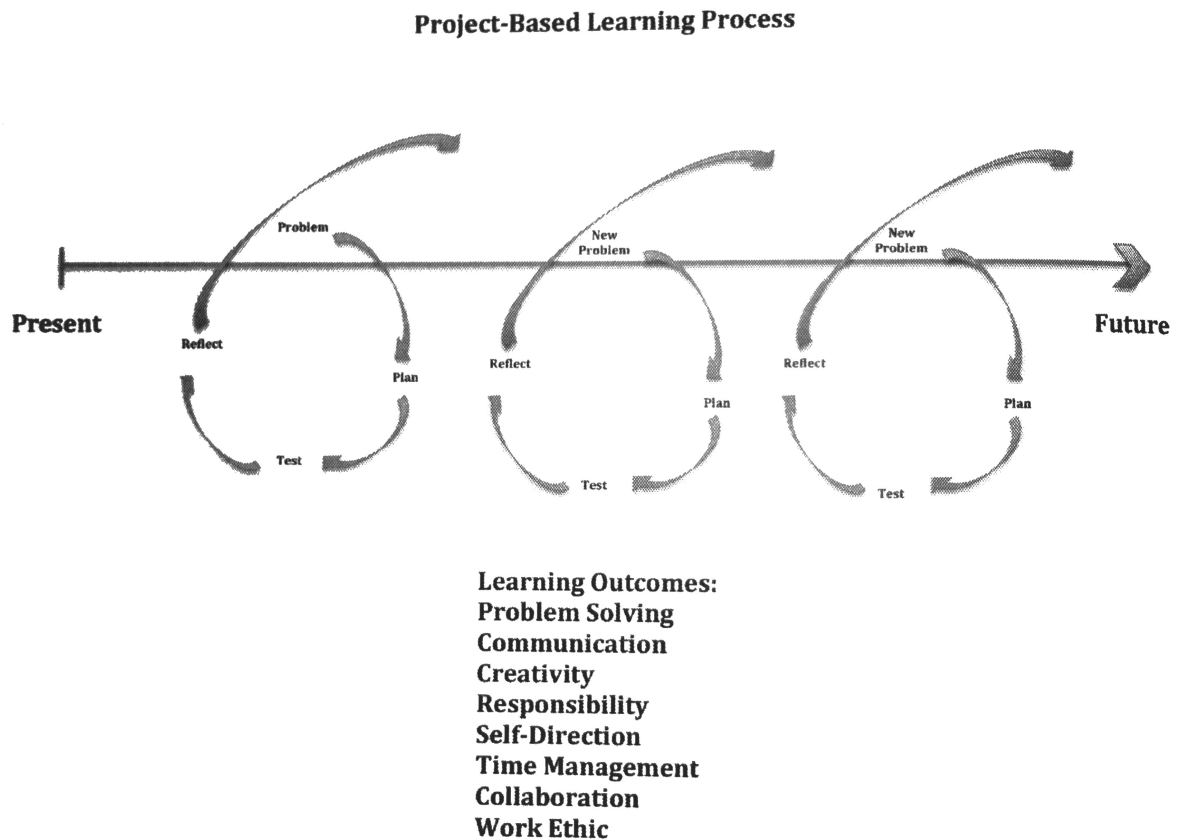 Project-Based Learning Process
Problem
New
Problem
New
Problem
Present
Future
Reflect
Plan
Test
Reflect
Plan
Test
Reflect
Plan
Test
Learning Outcomes:
Problem Solving
Communication
Creativity
Responsibility
Self-Direction
Time Management
Collaboration
Work Ethic